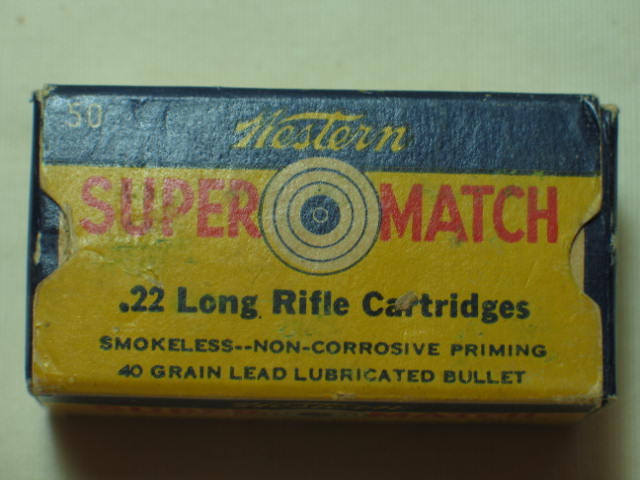 50
Western
SUPER MATCH
.22 Long Rifle Cartridges
SMOKELESS--NON-CORROSIVE PRIMING
40 GRAIN LEAD LUBRICATED BULLET